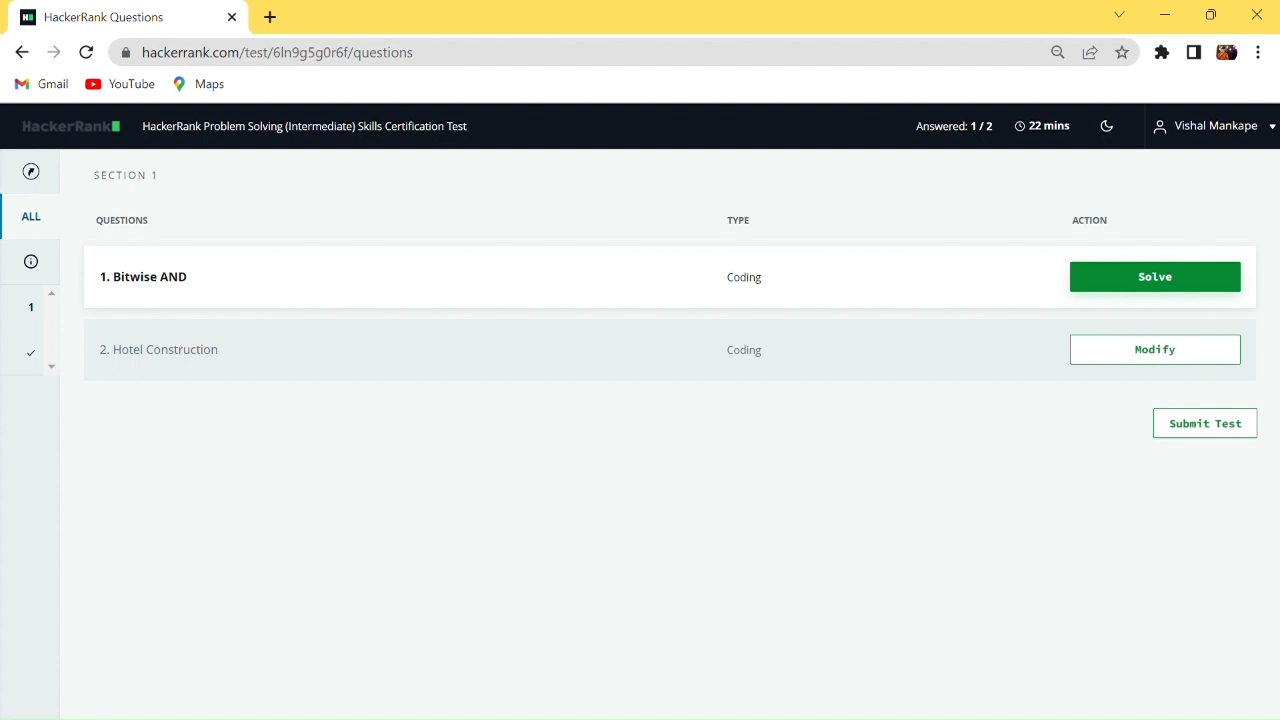 HackerRank Questions
hackerrank.com/test/6ln9g5g0r6f/questions
Gmail YouTube Maps
HackerRank HackerRank Problem Solving (Intermediate) Skills Certification Test Answered: 1 / 2 22 mins Vishal Mankape
SECTION 1
ALL
QUESTIONS TYPE ACTION
1. Bitwise AND Coding Solve
1
2. Hotel Construction Coding Modify
Submit Test